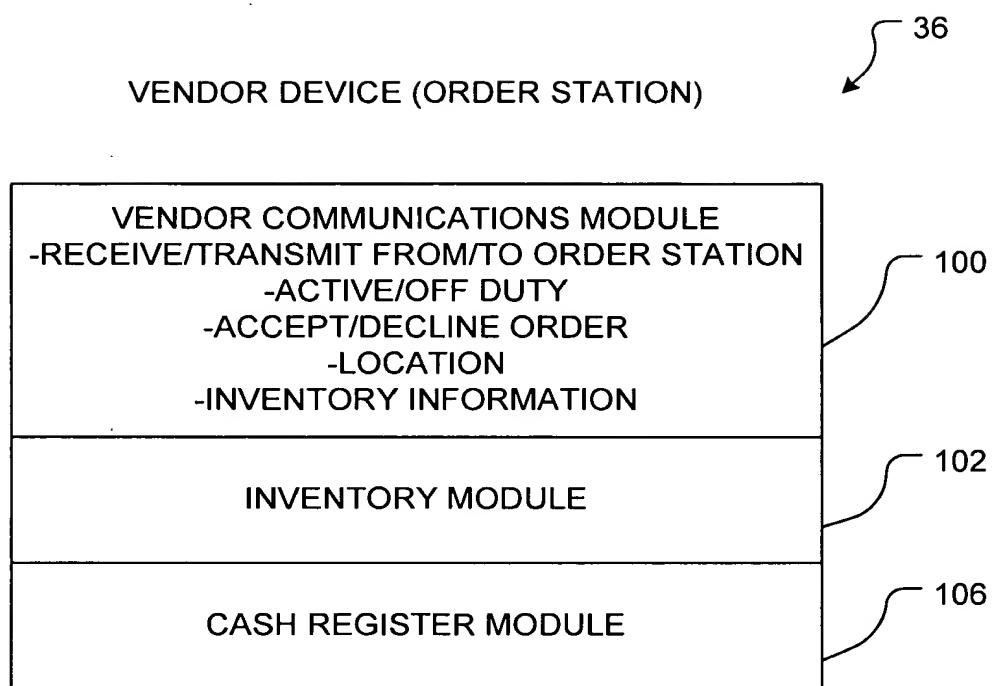 36
VENDOR DEVICE (ORDER STATION)
VENDOR COMMUNICATIONS MODULE
-RECEIVE/TRANSMIT FROM/TO ORDER STATION
-ACTIVE/OFF DUTY
-ACCEPT/DECLINE ORDER
-LOCATION
-INVENTORY INFORMATION
100
INVENTORY MODULE
102
CASH REGISTER MODULE
106